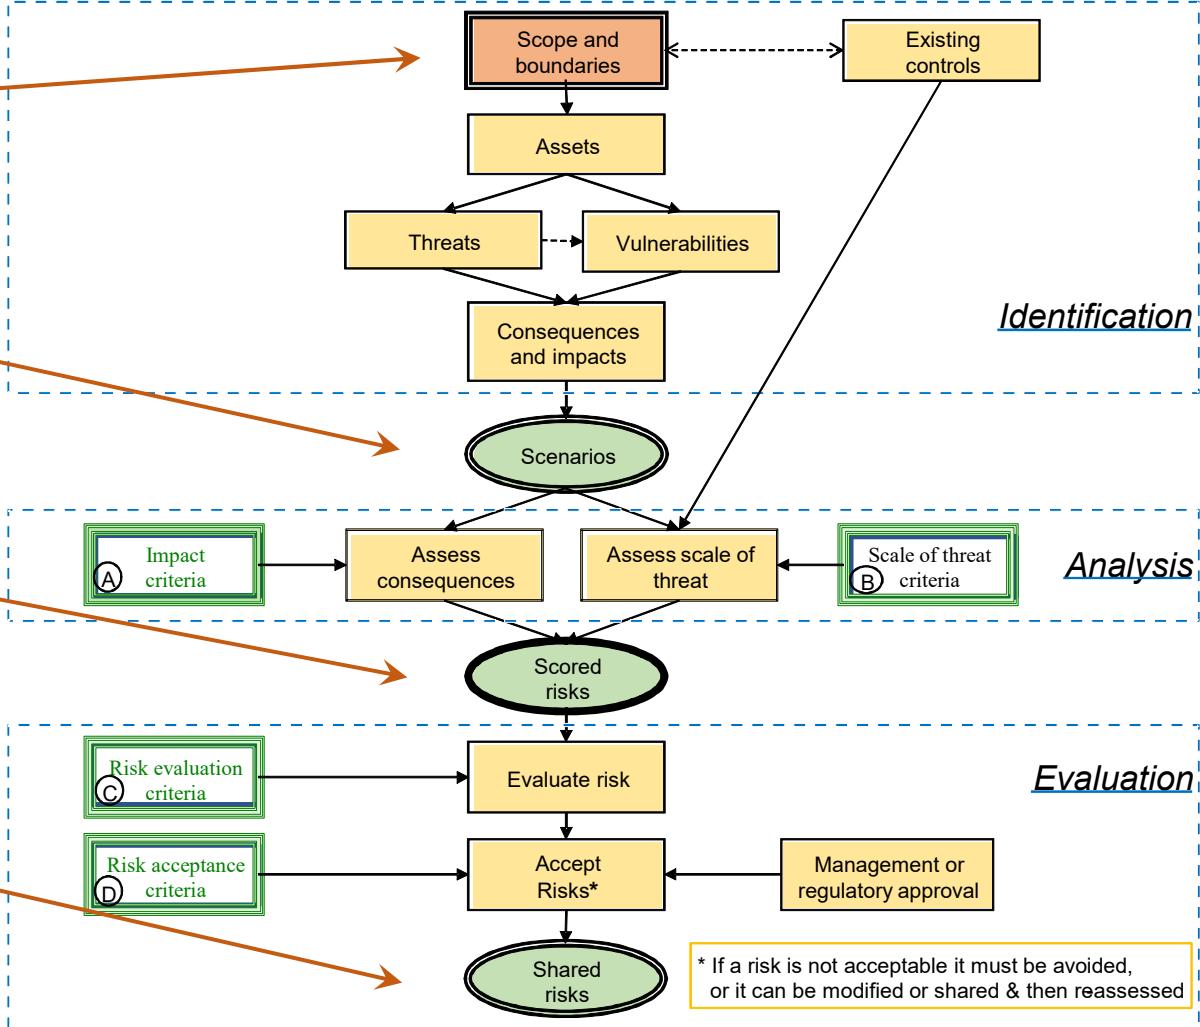 Scope and
boundaries
Existing
controls
Assets
Threats
Vulnerabilities
Consequences
and impacts
Identification
Scenarios
Impact
criteria
A
Assess
consequences
Assess scale of
threat
Scale of threat
criteria
B
Analysis
Scored
risks
Risk evaluation
criteria
C
Evaluate risk
Evaluation
Risk acceptance
criteria
D
Accept
Risks*
Management or
regulatory approval
Shared
risks
* If a risk is not acceptable it must be avoided,
or it can be modified or shared & then reassessed